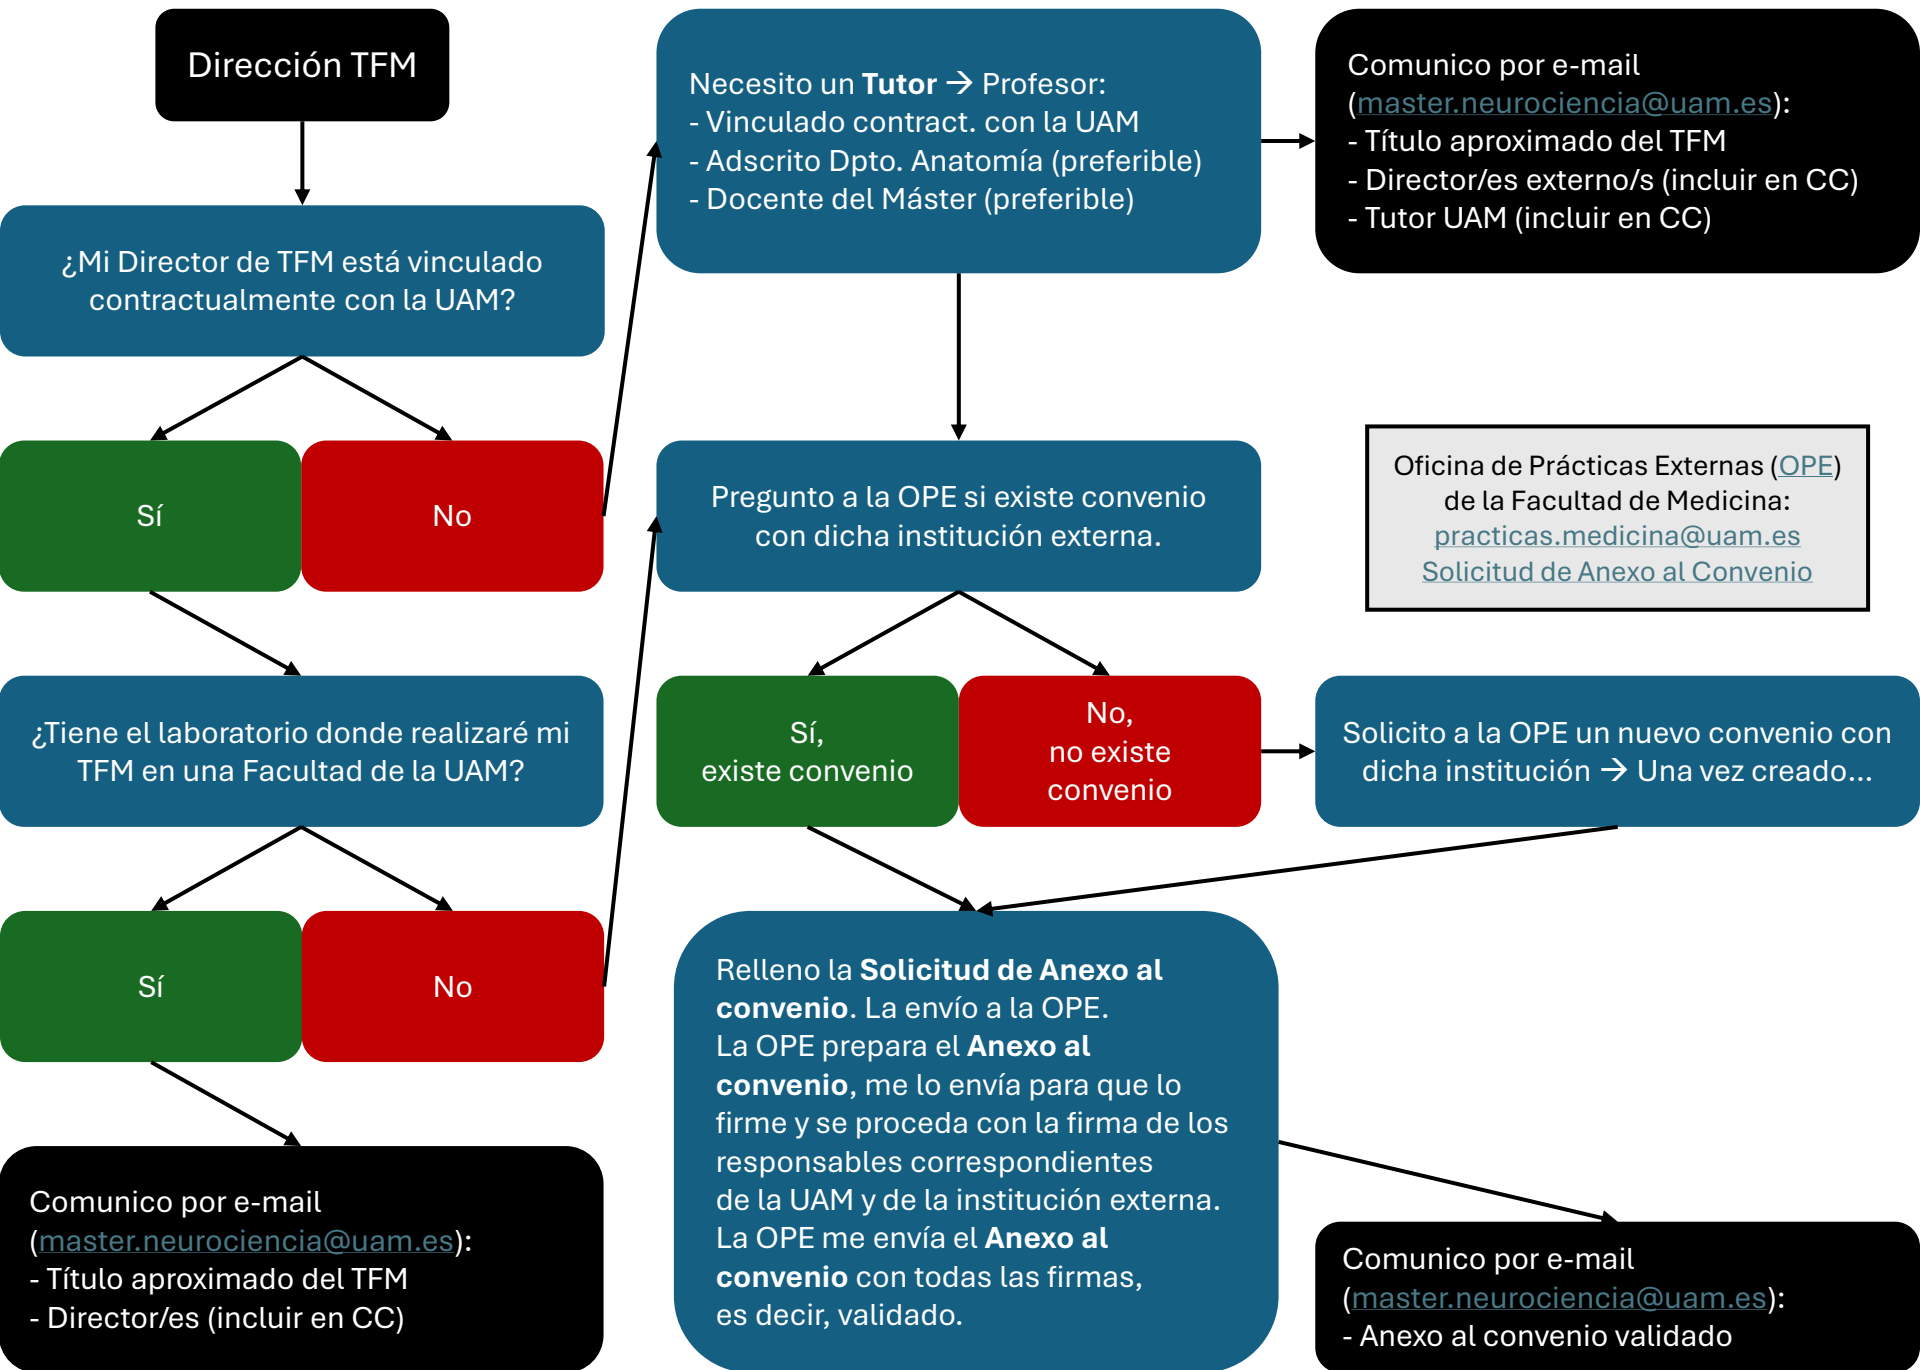 Dirección TFM
¿Mi Director de TFM está vinculado
contractualmente con la UAM?
Sí
No
¿Tiene el laboratorio donde realizaré mi
TFM en una Facultad de la UAM?
Sí
No
Comunico por e-mail
(master.neurociencia@uam.es):
- Título aproximado del TFM
- Director/es (incluir en CC)
Necesito un Tutor → Profesor:
- Vinculado contract. con la UAM
- Adscrito Dpto. Anatomía (preferible)
- Docente del Máster (preferible)
Comunico por e-mail
(master.neurociencia@uam.es):
- Título aproximado del TFM
- Director/es externo/s (incluir en CC)
- Tutor UAM (incluir en CC)
Pregunto a la OPE si existe convenio
con dicha institución externa.
Oficina de Prácticas Externas (OPE)
de la Facultad de Medicina:
practicas.medicina@uam.es
Solicitud de Anexo al Convenio
Sí,
existe convenio
No,
no existe
convenio
Solicito a la OPE un nuevo convenio con
dicha institución → Una vez creado...
Relleno la Solicitud de Anexo al
convenio. La envío a la OPE.
La OPE prepara el Anexo al
convenio, me lo envía para que lo
firme y se proceda con la firma de los
responsables correspondientes
de la UAM y de la institución externa.
La OPE me envía el Anexo al
convenio con todas las firmas,
es decir, validado.
Comunico por e-mail
(master.neurociencia@uam.es):
- Anexo al convenio validado